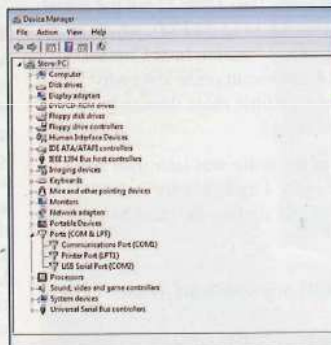 Device Manager
File Action View Help
Store-PC
Computer
Disk drives
Display adapters
DVD/CD-ROM drives
Floppy disk drives
Floppy drive controllers
Human Interface Devices
IDE ATA/ATAPI controllers
IEEE 1394 Bus host controllers
Imaging devices
Keyboards
Mice and other pointing devices
Monitors
Network adapters
Portable Devices
Ports (COM & LPT)
Communications Port (COM1)
Printer Port (LPT1)
USB Serial Port (COM2)
Processors
Sound, video and game controllers
System devices
Universal Serial Bus controllers